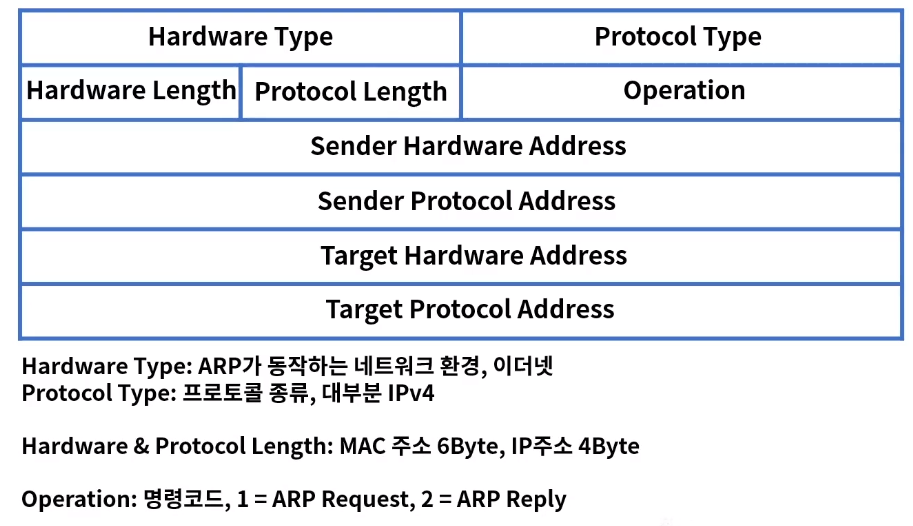 Hardware Type Protocol Type
Hardware Length Protocol Length Operation
Sender Hardware Address
Sender Protocol Address
Target Hardware Address
Target Protocol Address
Hardware Type: ARP가 동작하는 네트워크 환경, 이더넷
Protocol Type: 프로토콜 종류, 대부분 IPv4
Hardware & Protocol Length: MAC 주소 6Byte, IP주소 4Byte
Operation: 명령코드, 1 = ARP Request, 2 = ARP Reply